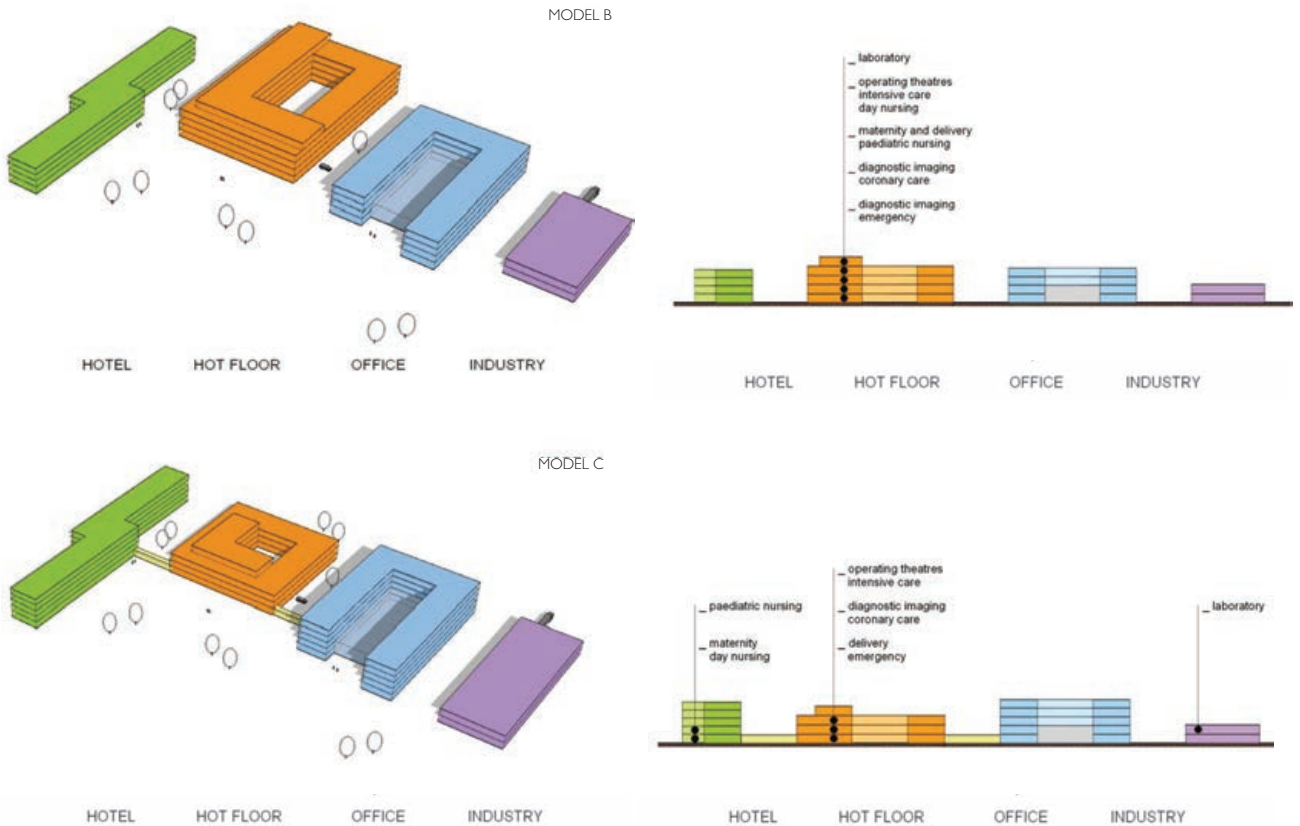 MODEL B
laboratory
operating theatres
intensive care
day nursing
maternity and delivery
paediatric nursing
diagnostic imaging
coronary care
diagnostic imaging
emergency
HOTEL HOT FLOOR OFFICE INDUSTRY
HOTEL HOT FLOOR OFFICE INDUSTRY
MODEL C
operating theatres
intensive care
paediatric nursing
diagnostic imaging
coronary care
laboratory
maternity
day nursing
delivery
emergency
HOTEL HOT FLOOR OFFICE INDUSTRY
HOTEL HOT FLOOR OFFICE INDUSTRY